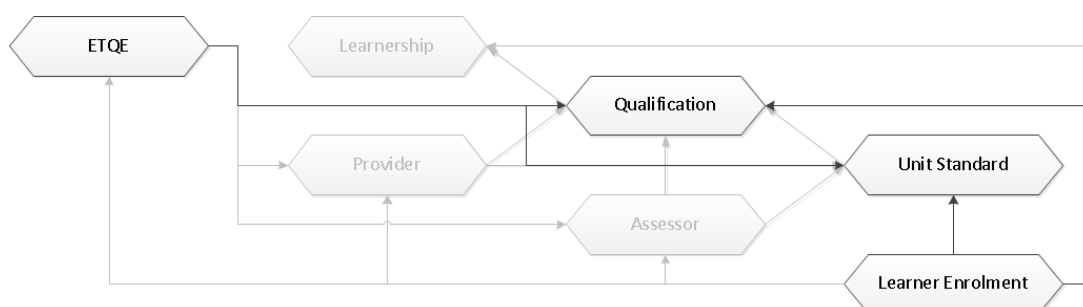 ETQE
Learnership
Qualification
Provider
Unit Standard
Assessor
Learner Enrolment